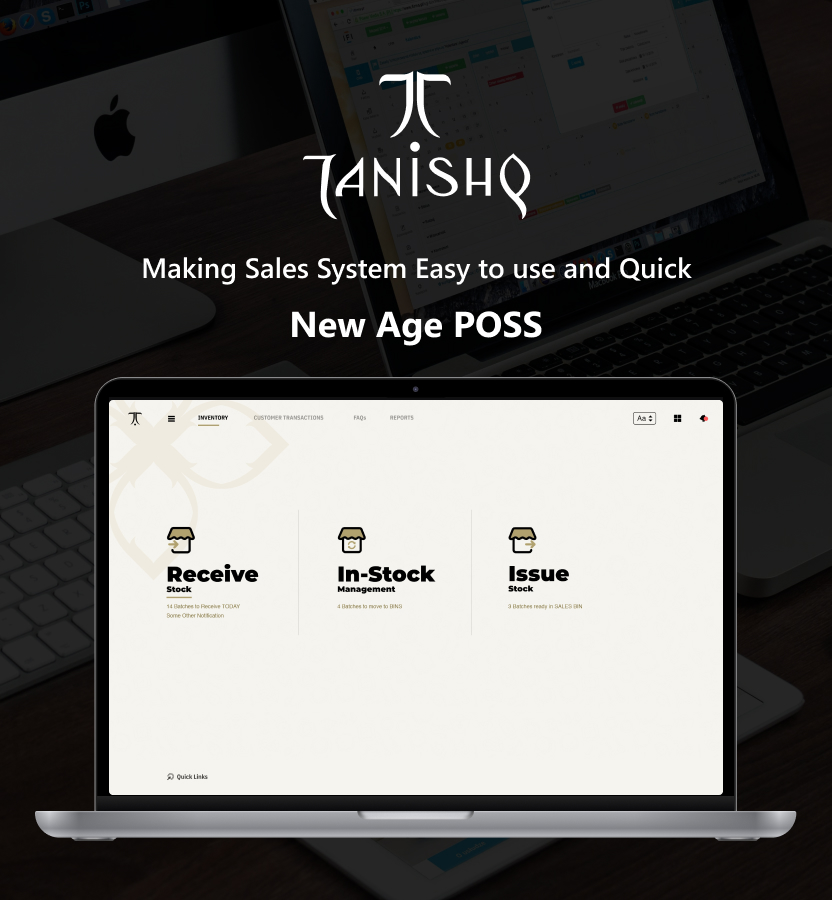 TANISHQ
Making Sales System Easy to use and Quick
New Age POSS
INVENTORY CUSTOMER TRANSACTIONS FAQs REPORTS Aa
Receive
Stock
14 Batches to Receive TODAY
Some Other Notification
In-Stock
Management
4 Batches to move to BINS
Issue
Stock
Batches ready in SALES BIN
Quick Links